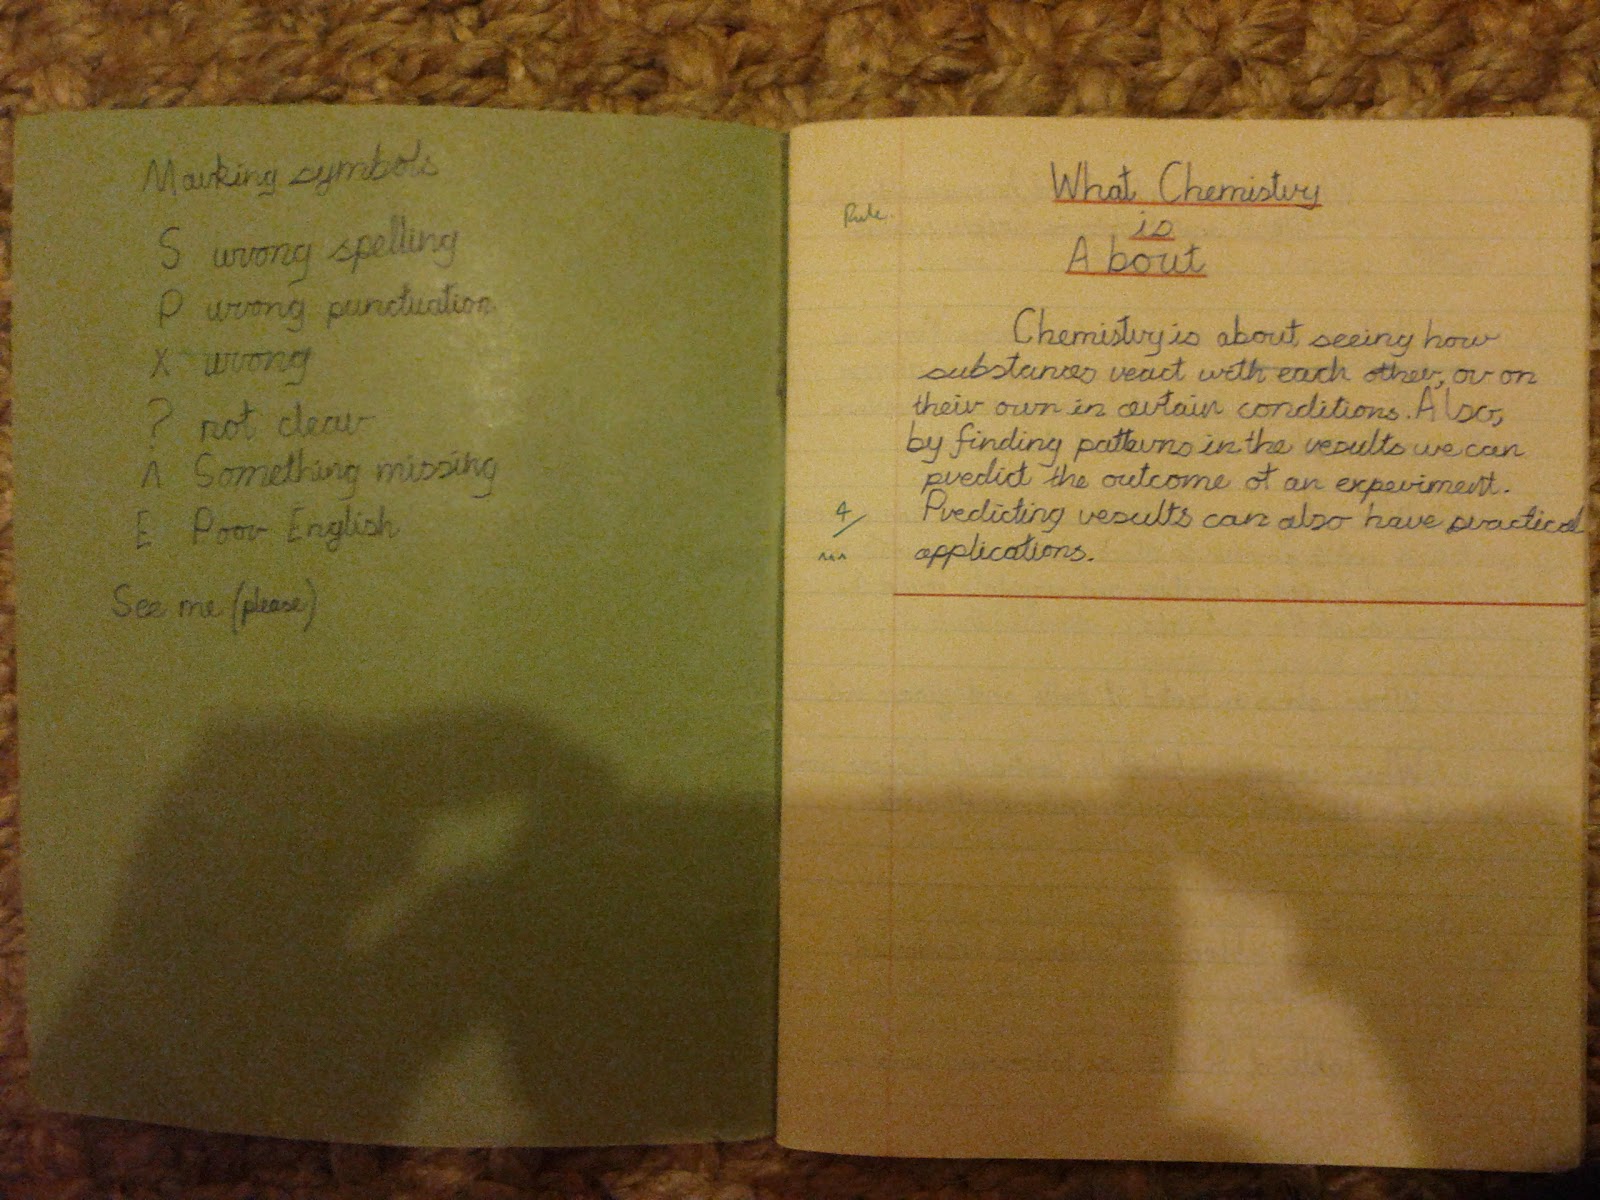 Marking symbols
S wrong spelling
P wrong punctuation
X wrong
? not clear
∧ Something missing
E Poor English
See me (please)
What Chemistry
is
About
Rule.
Chemistry is about seeing how
substances react with each other, or on
their own in certain conditions. Also,
by finding patterns in the results we can
predict the outcome of an experiment.
Predicting results can also have practical
applications.
4/